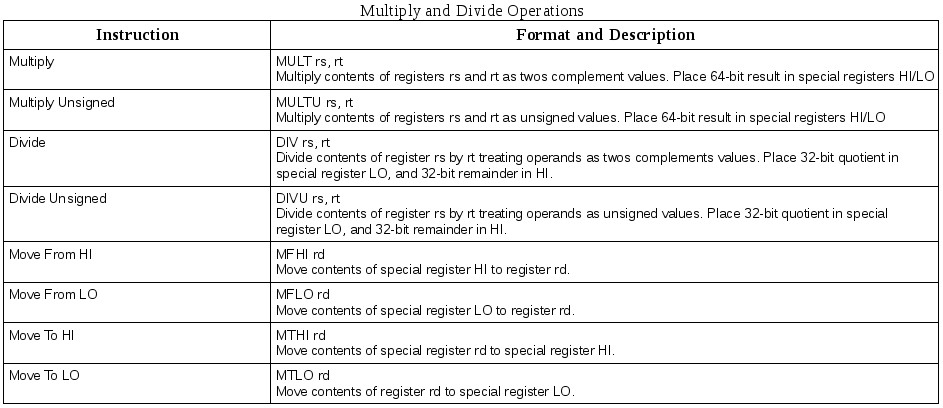 Multiply and Divide Operations
Instruction
Format and Description
Multiply
MULT rs, rt
Multiply contents of registers rs and rt as twos complement values. Place 64-bit result in special registers HI/LO
Multiply Unsigned
MULTU rs, rt
Multiply contents of registers rs and rt as unsigned values. Place 64-bit result in special registers HI/LO
Divide
DIV rs, rt
Divide contents of register rs by rt treating operands as twos complements values. Place 32-bit quotient in
special register LO, and 32-bit remainder in HI.
Divide Unsigned
DIVU rs, rt
Divide contents of register rs by rt treating operands as unsigned values. Place 32-bit quotient in special
register LO, and 32-bit remainder in HI.
Move From HI
MFHI rd
Move contents of special register HI to register rd.
Move From LO
MFLO rd
Move contents of special register LO to register rd.
Move To HI
MTHI rd
Move contents of special register rd to special register HI.
Move To LO
MTLO rd
Move contents of register rd to special register LO.